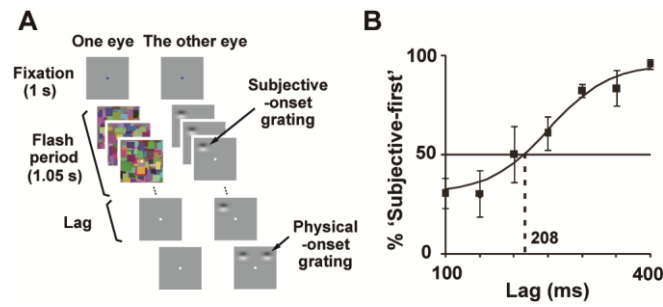 A
One eye
The other eye
Fixation
(1 s)
Subjective
-onset
grating
Flash
period
(1.05 s)
Lag
Physical
-onset
grating
B
% 'Subjective-first'
100
50
0
208
100
400
Lag (ms)